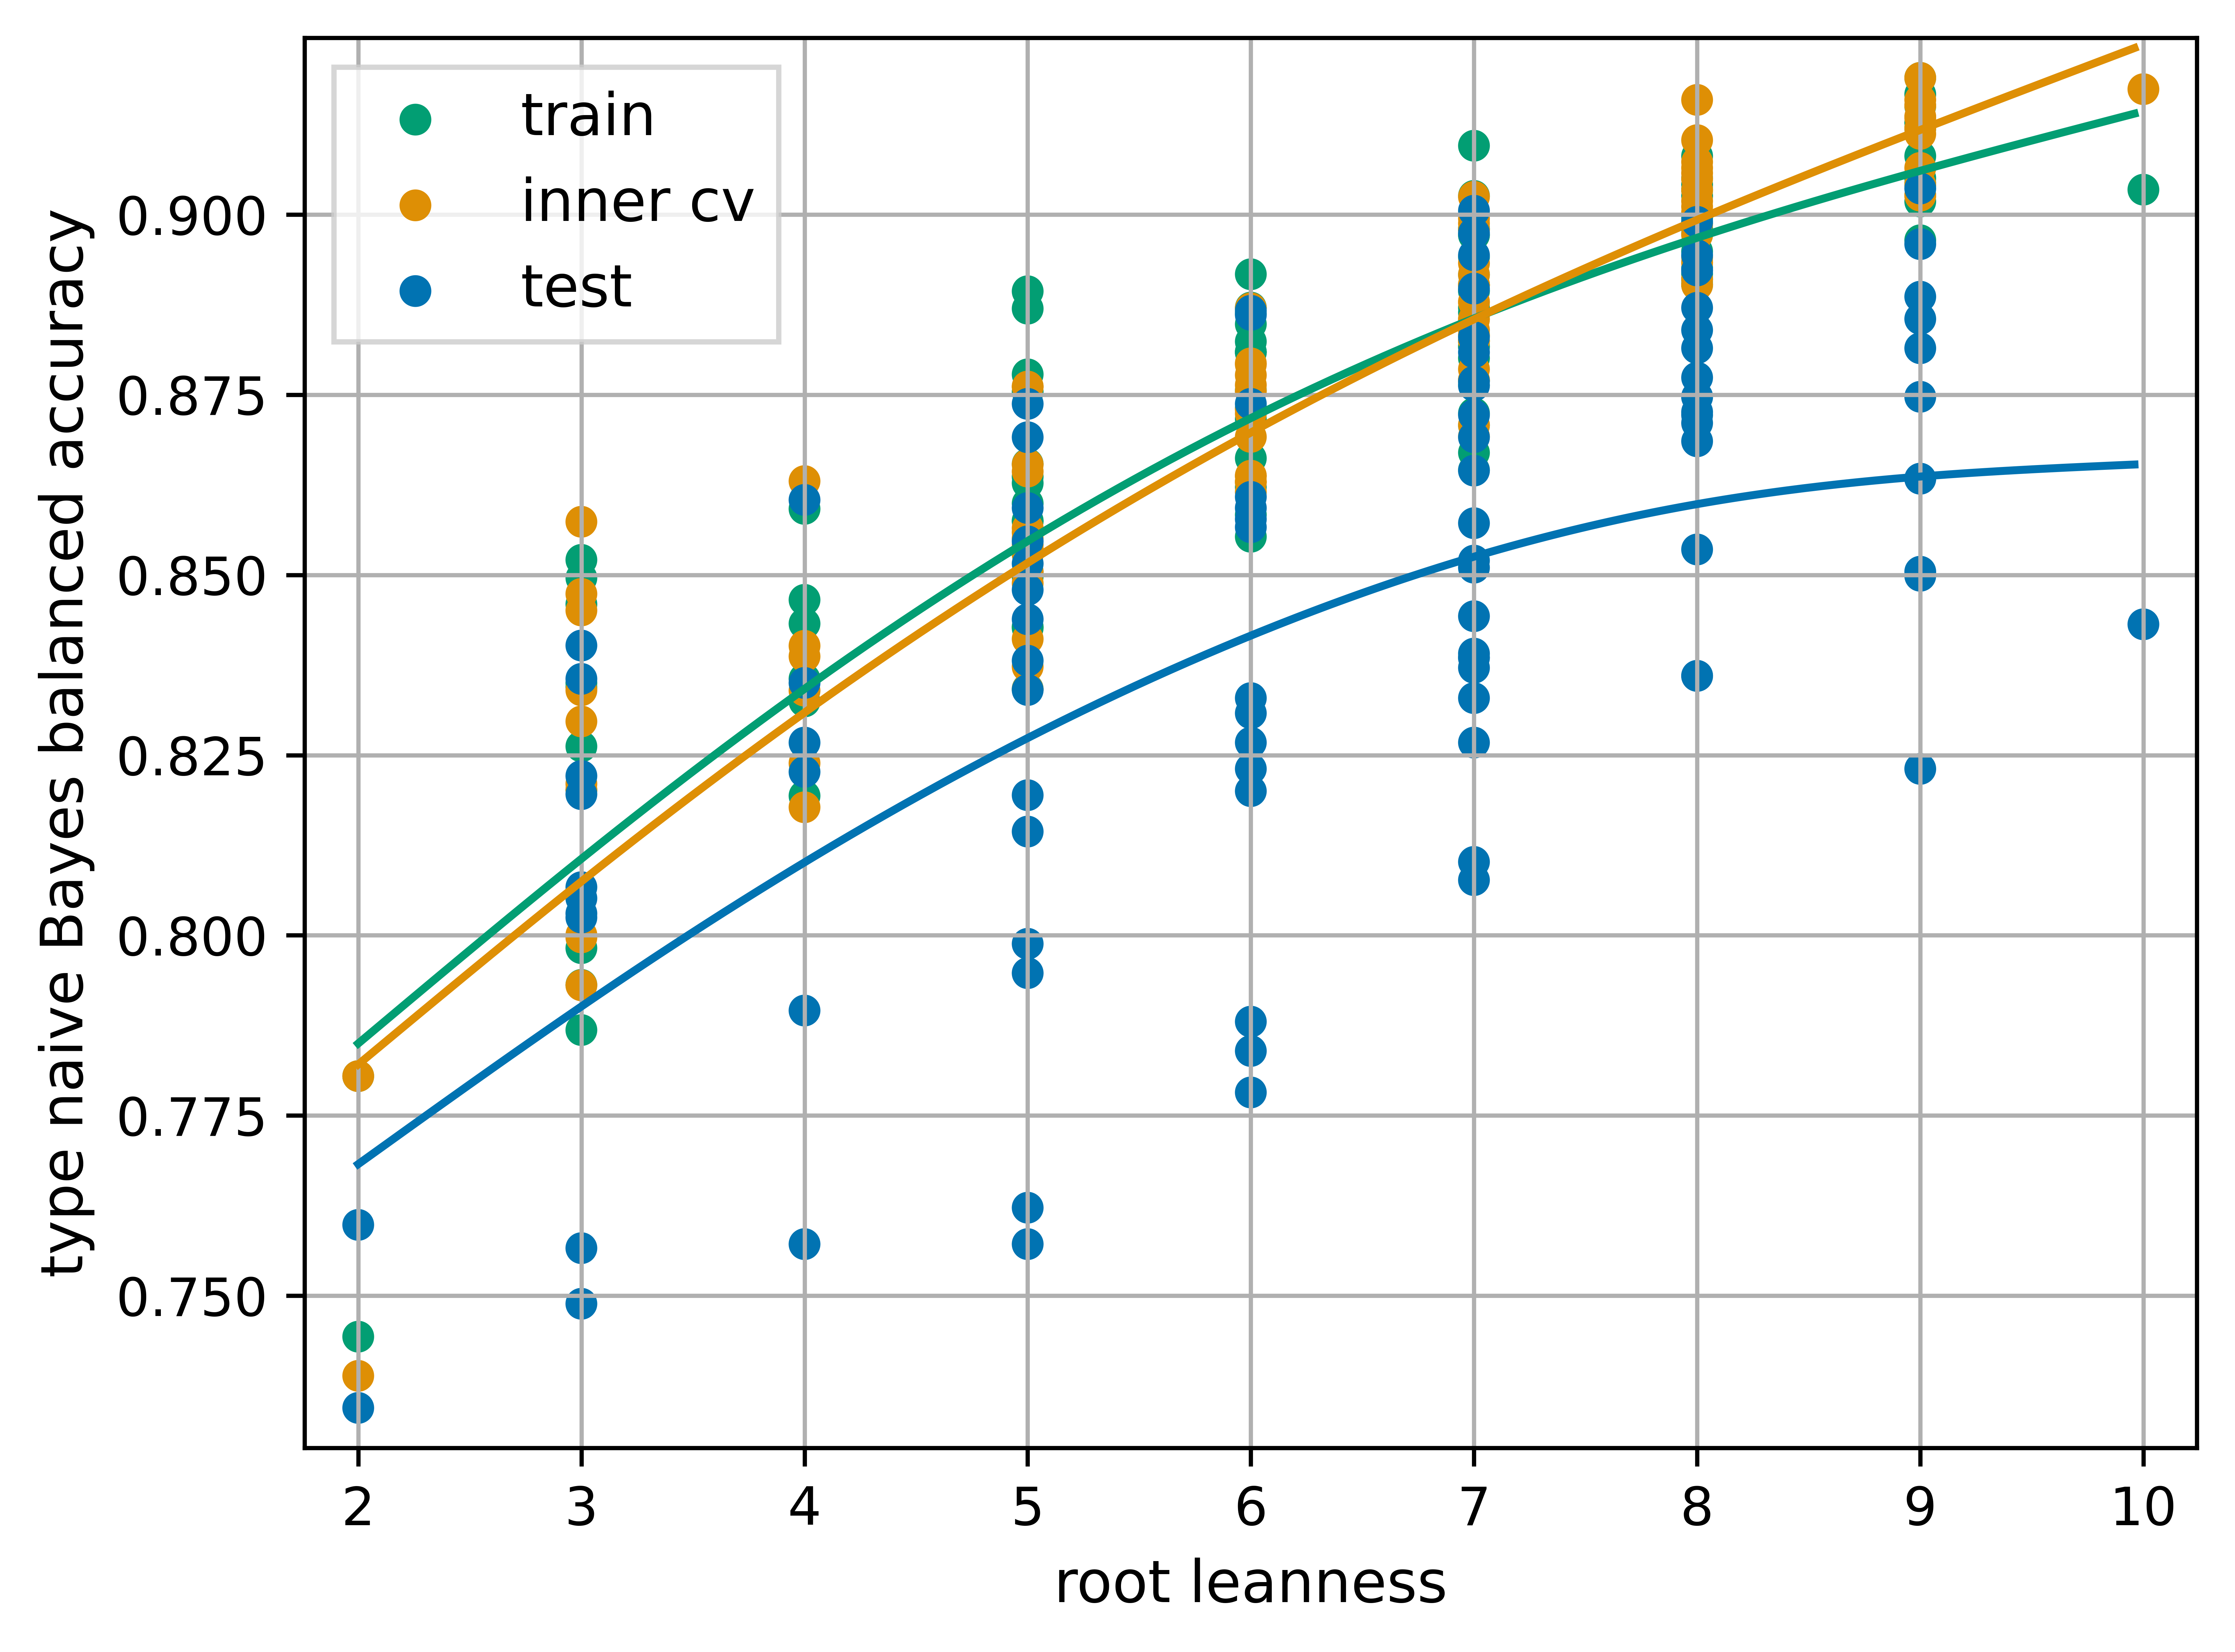 train
inner cv
test
type naive Bayes balanced accuracy
0.900
0.875
0.850
0.825
0.800
0.775
0.750
2 3 4 5 6 7 8 9 10
root leanness